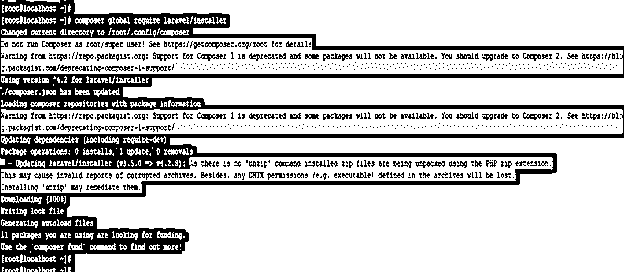 [root@localhost ~]#
[root@localhost ~]# composer global require laravel/installer
Changed current directory to /root/.config/composer
Do not run Composer as root/super user! See https://getcomposer.org/root for details
Warning from https://repo.packagist.org: Support for Composer 1 is deprecated and some packages will not be available. You should upgrade to Composer 2. See https://blo
g.packagist.com/deprecating-composer-1-support/
Using version ^4.2 for laravel/installer
./composer.json has been updated
Loading composer repositories with package information
Warning from https://repo.packagist.org: Support for Composer 1 is deprecated and some packages will not be available. You should upgrade to Composer 2. See https://blo
g.packagist.com/deprecating-composer-1-support/
Updating dependencies (including require-dev)
Package operations: 0 installs, 1 update, 0 removals
- Updating laravel/installer As there is no 'unzip' command installed zip files are being unpacked using the PHP zip extension.
This may cause invalid reports of corrupted archives. Besides, any UNIX permissions (e.g. executable) defined in the archives will be lost.
Installing 'unzip' may remediate them.
Downloading (100%)
Writing lock file
Generating autoload files
11 packages you are using are looking for funding.
Use the `composer fund` command to find out more!
[root@localhost ~]#
[root@localhost ~]#